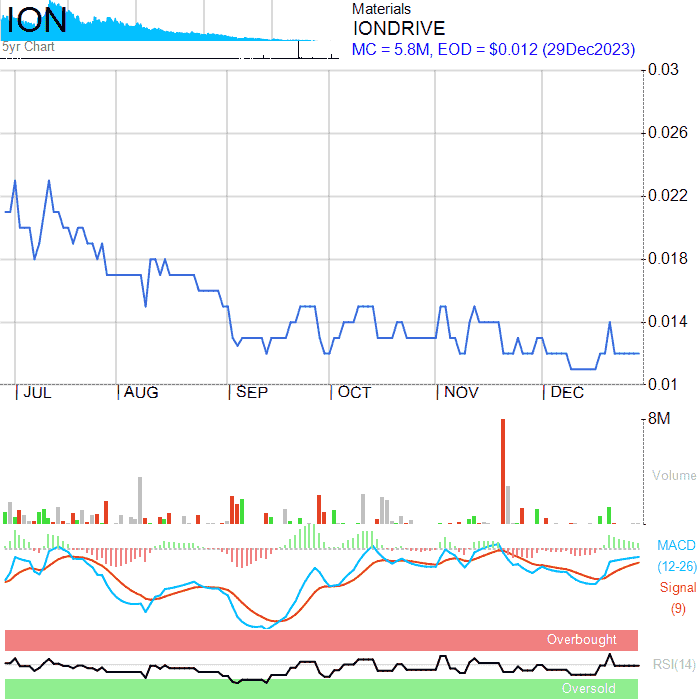 ION
5yr Chart
Materials
IONDRIVE
MC = 5.8M, EOD = $0.012 (29Dec2023)
0.03
0.026
0.022
0.018
0.014
0.01
JUL AUG SEP OCT NOV DEC
8M
Volume
MACD
(12-26)
Signal
(9)
Overbought
RSI(14)
Oversold